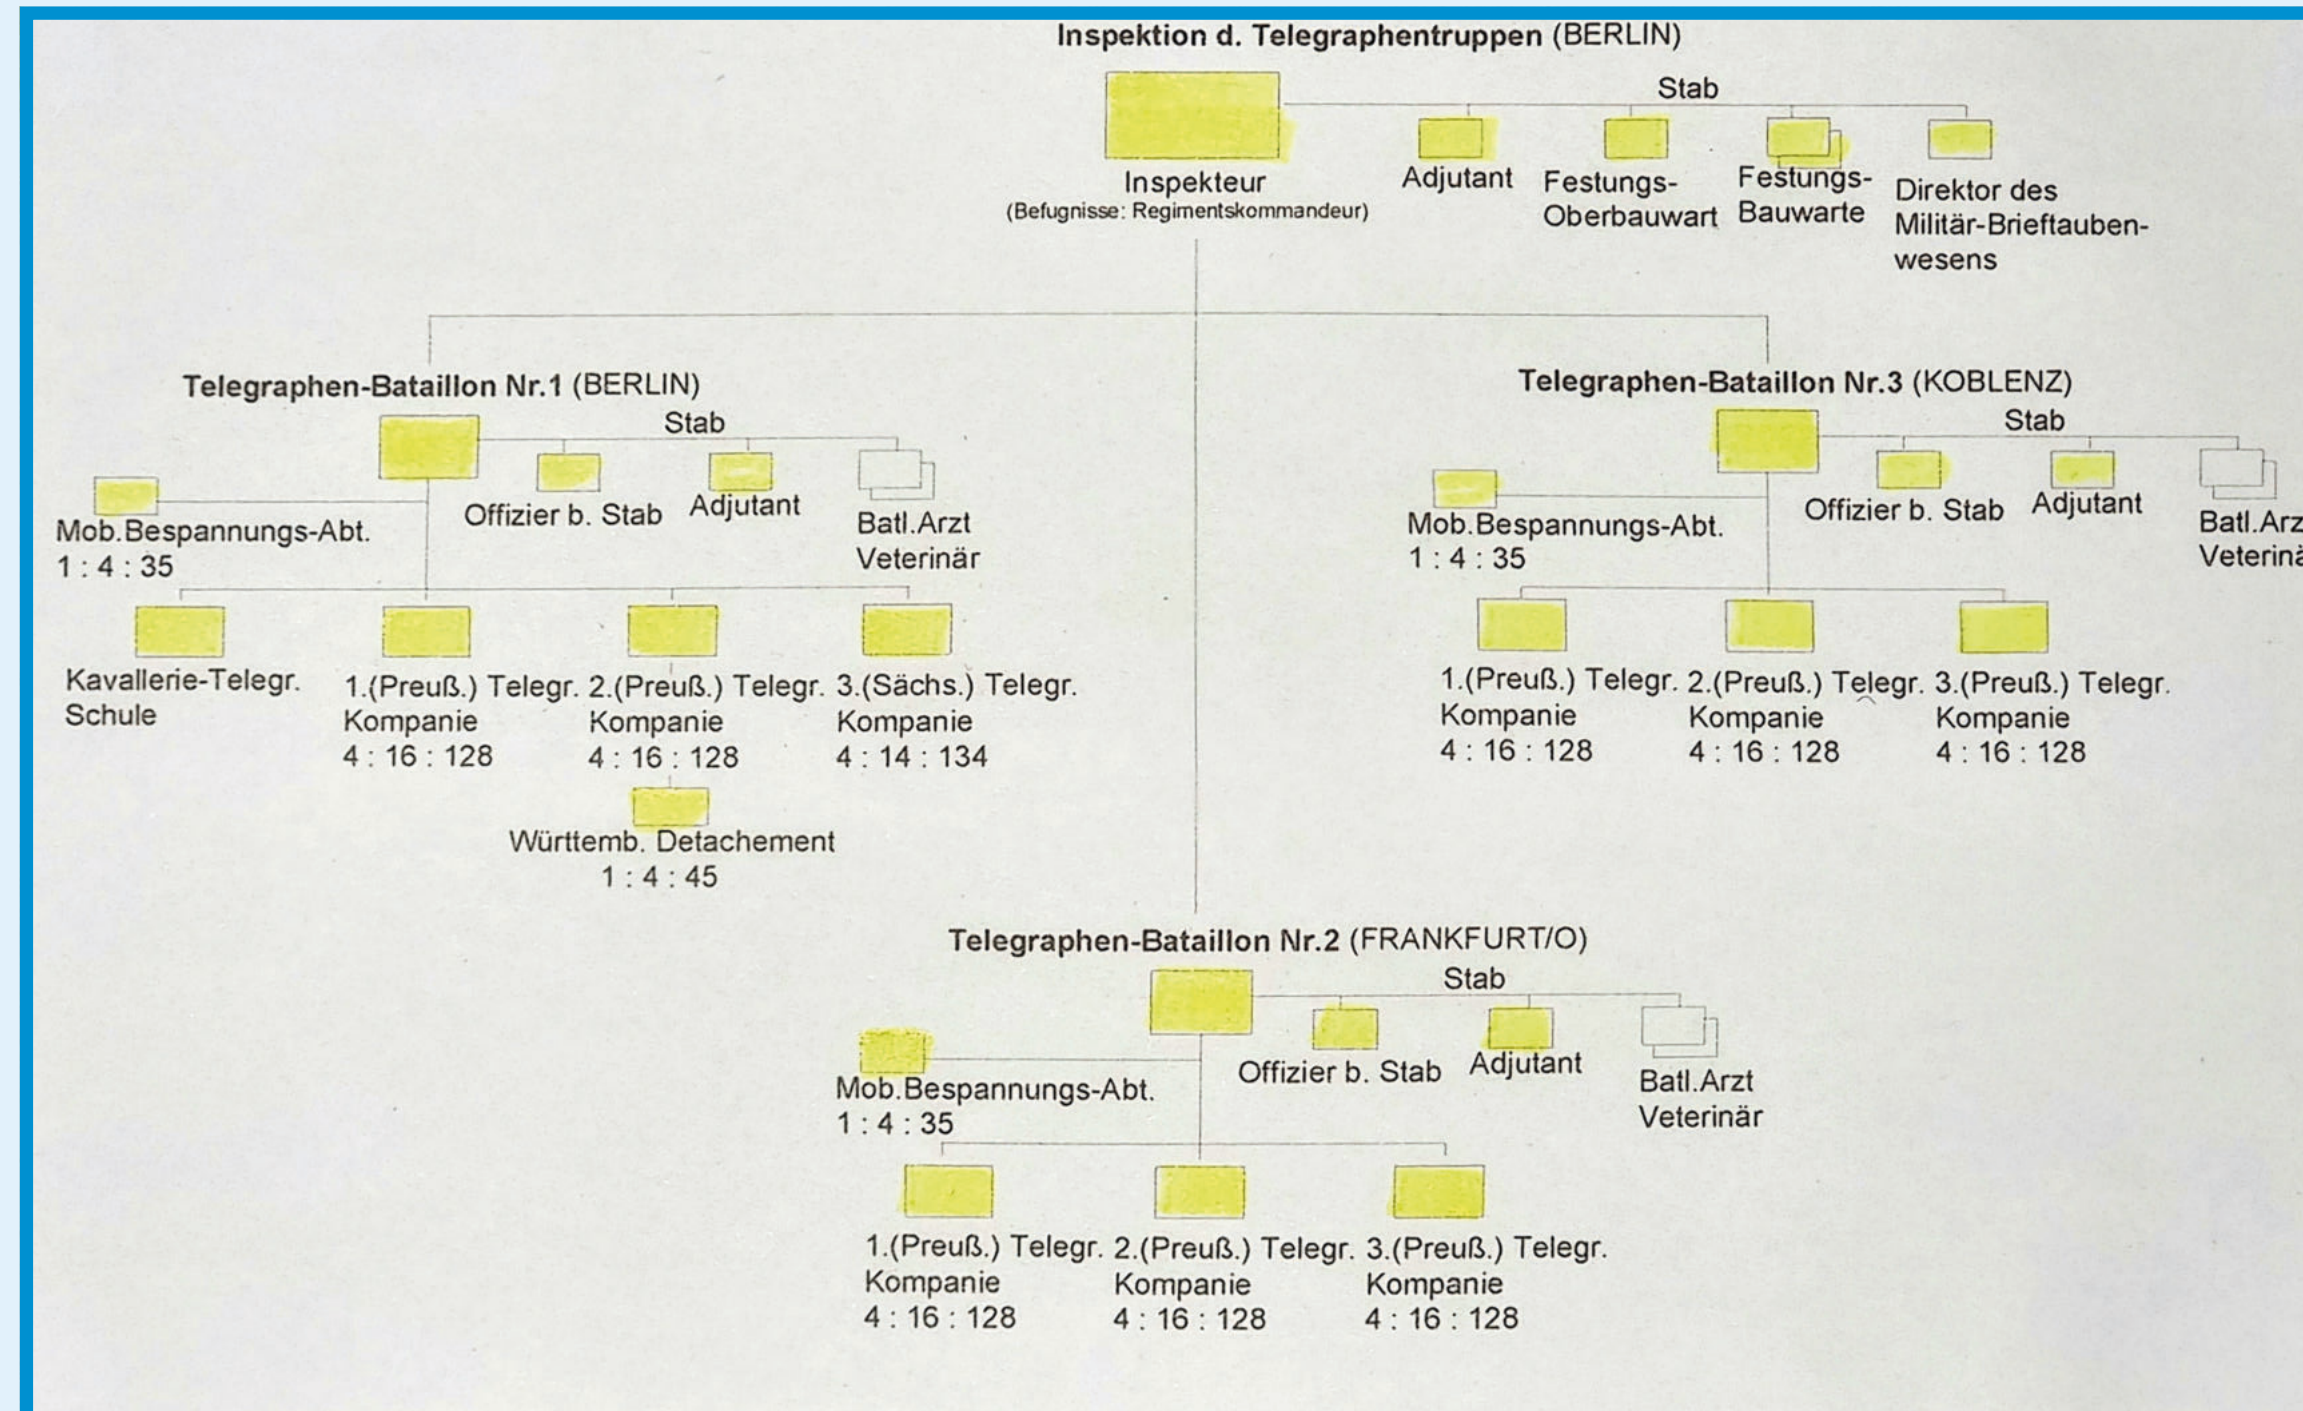 Inspektion d. Telegraphentruppen (BERLIN)
Stab
Inspekteur
(Befugnisse: Regimentskommandeur)
Adjutant
Festungs-
Oberbauwart
Festungs-
Bauwarte
Direktor des
Militär-Brieftauben-
wesens
Telegraphen-Bataillon Nr.1 (BERLIN)
Stab
Mob.Bespannungs-Abt.
1 : 4 : 35
Offizier b. Stab
Adjutant
Batl.Arzt
Veterinär
Kavallerie-Telegr.
Schule
1.(Preuß.) Telegr.
Kompanie
4 : 16 : 128
2.(Preuß.) Telegr.
Kompanie
4 : 16 : 128
3.(Sächs.) Telegr.
Kompanie
4 : 14 : 134
Württemb. Detachement
1 : 4 : 45
Telegraphen-Bataillon Nr.3 (KOBLENZ)
Stab
Mob.Bespannungs-Abt.
1 : 4 : 35
Offizier b. Stab
Adjutant
Batl.Arz
Veterinä
1.(Preuß.) Telegr.
Kompanie
4 : 16 : 128
2.(Preuß.) Telegr.
Kompanie
4 : 16 : 128
3.(Preuß.) Telegr.
Kompanie
4 : 16 : 128
Telegraphen-Bataillon Nr.2 (FRANKFURT/O)
Stab
Mob.Bespannungs-Abt.
1 : 4 : 35
Offizier b. Stab
Adjutant
Batl.Arzt
Veterinär
1.(Preuß.) Telegr.
Kompanie
4 : 16 : 128
2.(Preuß.) Telegr.
Kompanie
4 : 16 : 128
3.(Preuß.) Telegr.
Kompanie
4 : 16 : 128